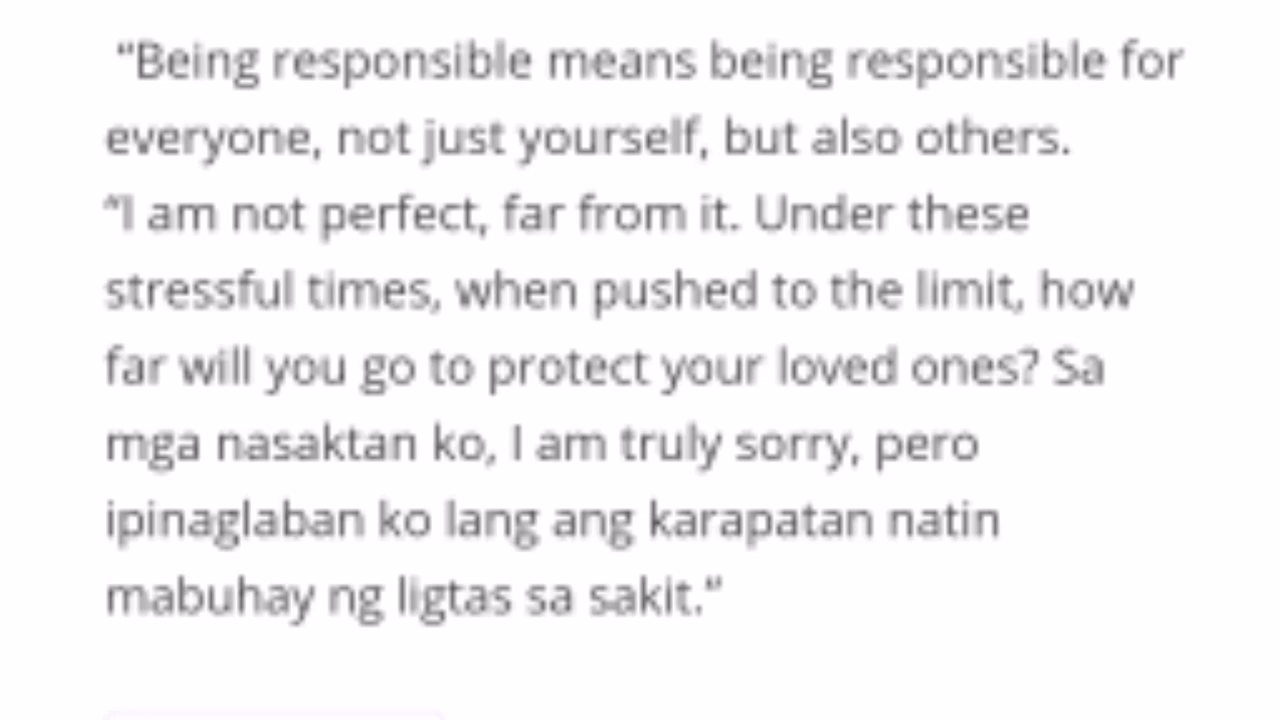 “Being responsible means being responsible for
everyone, not just yourself, but also others.
“I am not perfect, far from it. Under these
stressful times, when pushed to the limit, how
far will you go to protect your loved ones? Sa
mga nasaktan ko, I am truly sorry, pero
ipinaglaban ko lang ang karapatan natin
mabuhay ng ligtas sa sakit.”